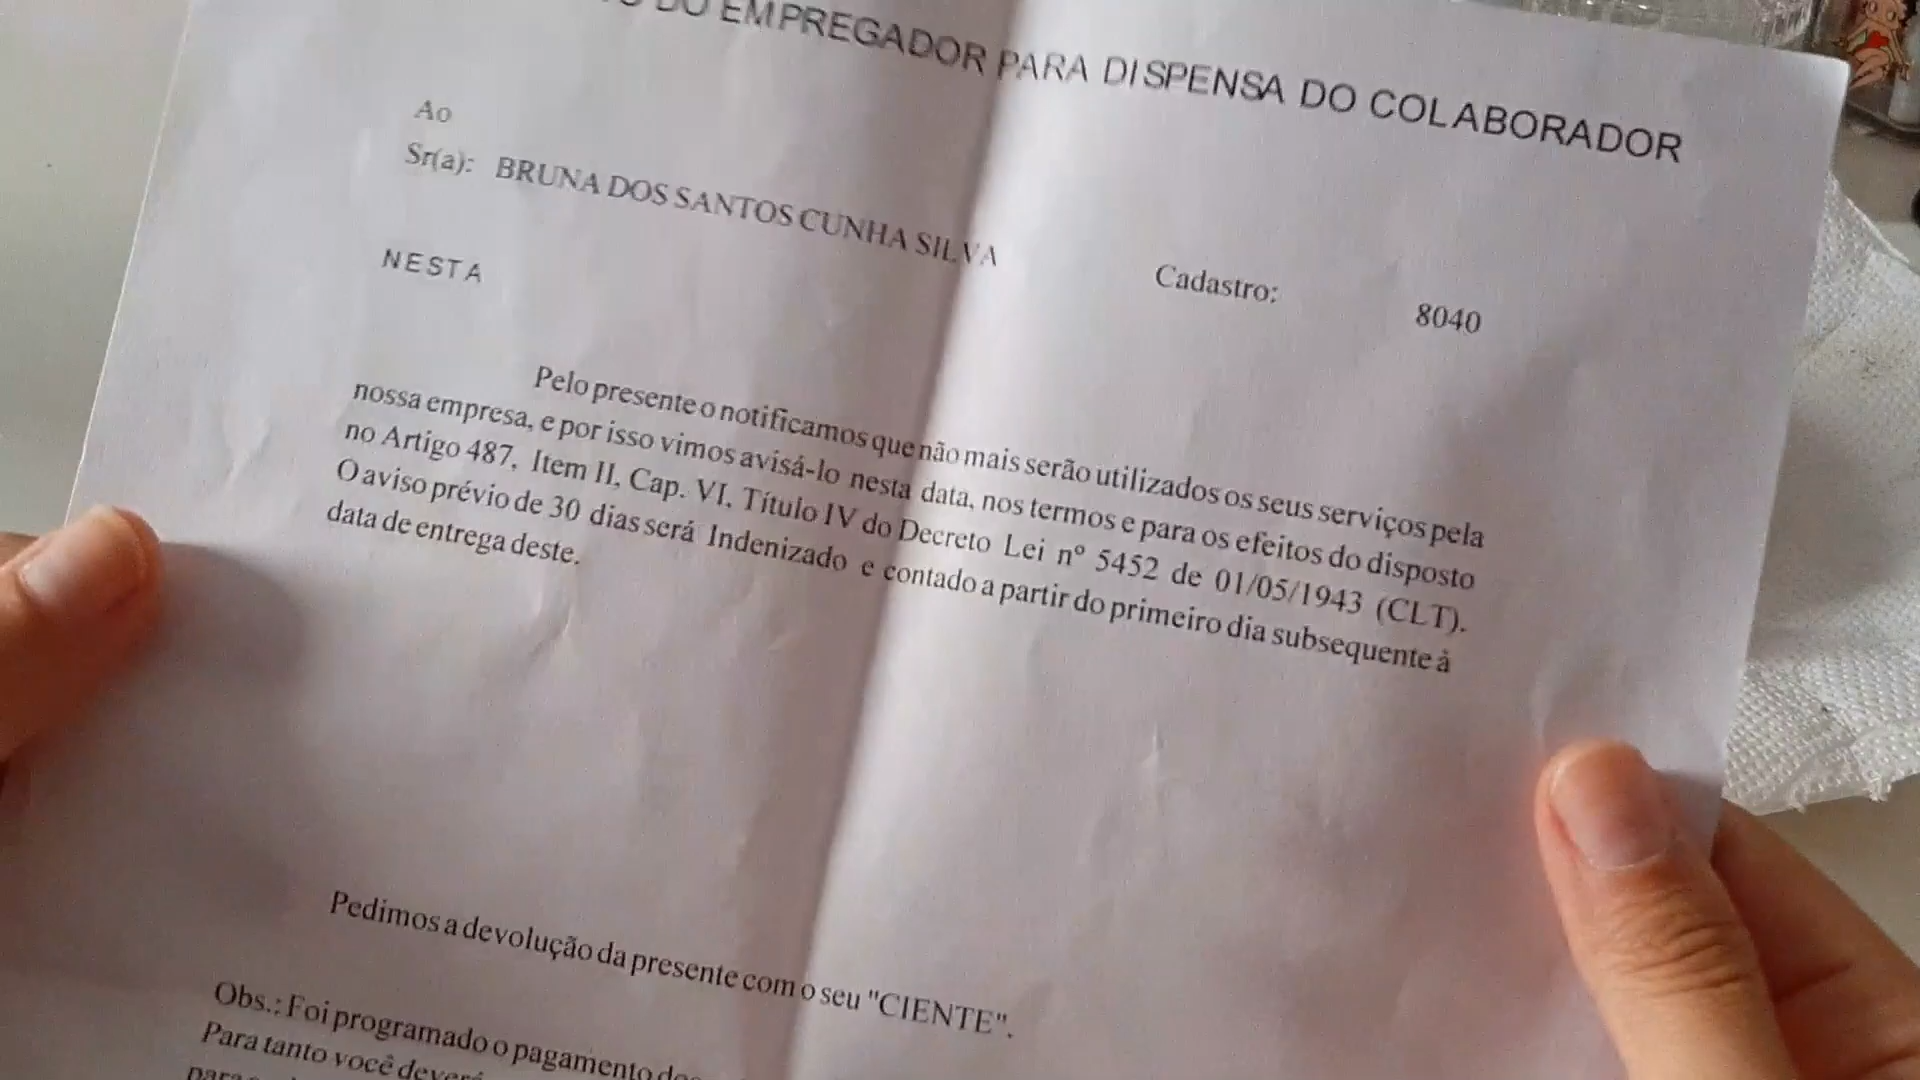 DO EMPREGADOR PARA DISPENSA DO COLABORADOR
Ao
Sr(a): BRUNA DOS SANTOS CUNHA SILVA
NESTA
Cadastro: 8040
Pelo presente o notificamos que não mais serão utilizados os seus serviços pela
nossa empresa, e por isso vimos avisá-lo nesta data, nos termos e para os efeitos do disposto
no Artigo 487, Item II, Cap. VI, Título IV do Decreto Lei nº 5452 de 01/05/1943 (CLT).
O aviso prévio de 30 dias será Indenizado e contado a partir do primeiro dia subsequente à
data de entrega deste.
Pedimos a devolução da presente com o seu "CIENTE".
Obs.: Foi programado o pagamento
Para tanto você deverá